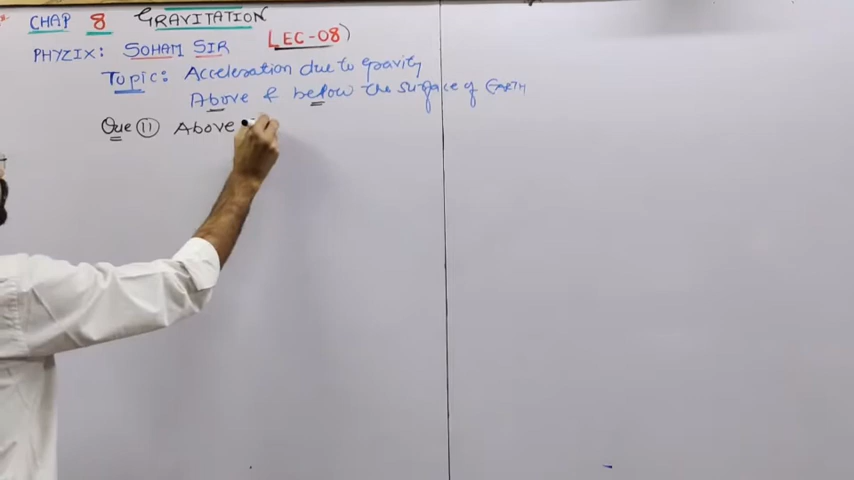 CHAP 8 GRAVITATION
PHYZIX: SOHAM SIR LEC-08)
Topic: Acceleration due to gravity
Above & below the surface of EARTH
Que 11 Above